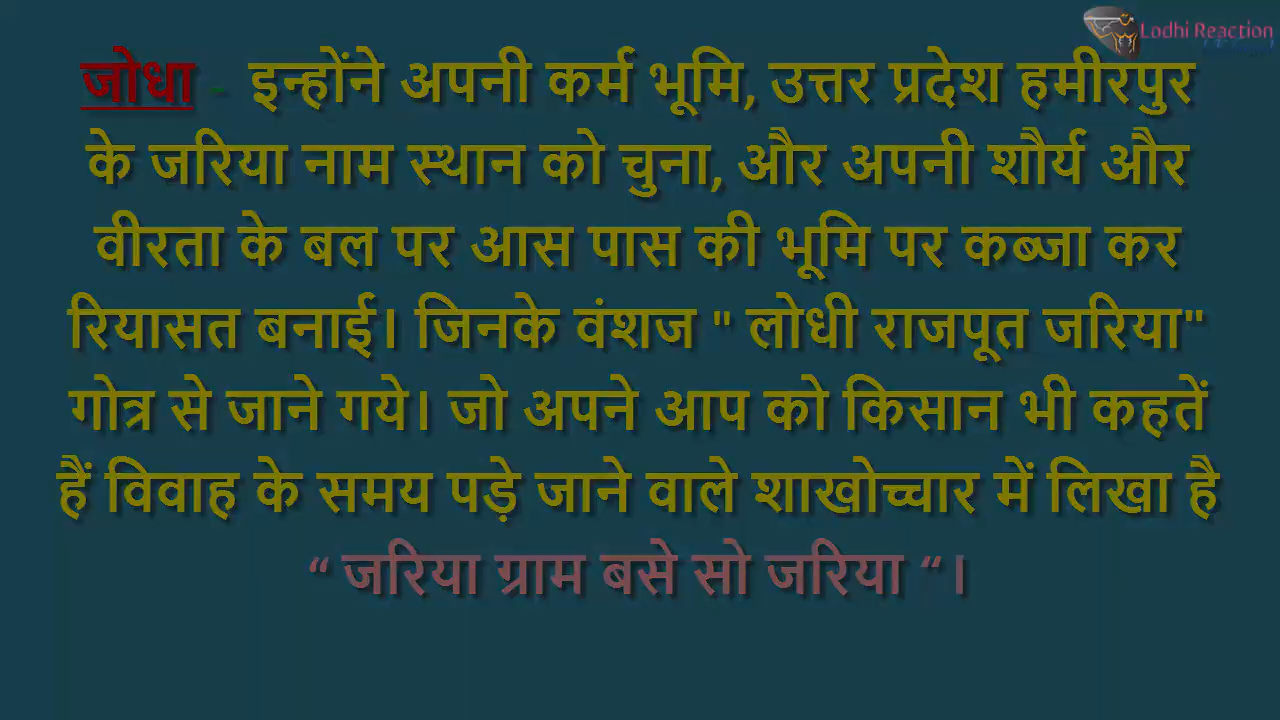 Lodhi Reaction
जोधा - इन्होंने अपनी कर्म भूमि, उत्तर प्रदेश हमीरपुर
के जरिया नाम स्थान को चुना, और अपनी शौर्य और
वीरता के बल पर आस पास की भूमि पर कब्जा कर
रियासत बनाई। जिनके वंशज " लोधी राजपूत जरिया"
गोत्र से जाने गये। जो अपने आप को किसान भी कहतें
हैं विवाह के समय पड़े जाने वाले शाखोच्चार में लिखा है
“ जरिया ग्राम बसे सो जरिया “।